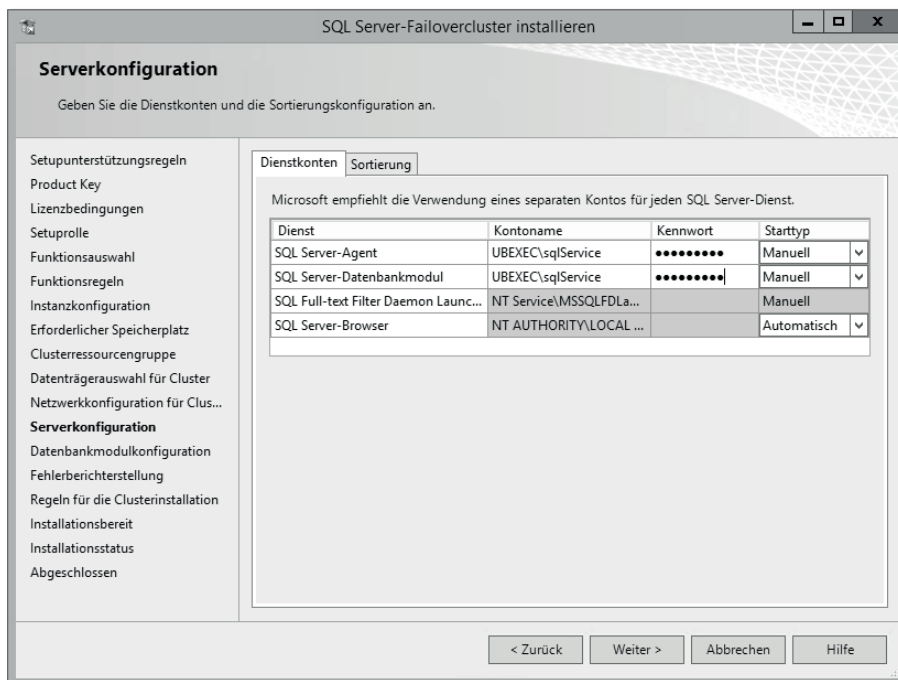 SQL Server-Failovercluster installieren
Serverkonfiguration
Geben Sie die Dienstkonten und die Sortierungskonfiguration an.
Setupunterstützungsregeln
Product Key
Lizenzbedingungen
Setuprolle
Funktionsauswahl
Funktionsregeln
Instanzkonfiguration
Erforderlicher Speicherplatz
Clusterressourcengruppe
Datenträgerauswahl für Cluster
Netzwerkkonfiguration für Clus...
Serverkonfiguration
Datenbankmodulkonfiguration
Fehlerberichterstellung
Regeln für die Clusterinstallation
Installationsbereit
Installationsstatus
Abgeschlossen
Dienstkonten Sortierung
Microsoft empfiehlt die Verwendung eines separaten Kontos für jeden SQL Server-Dienst.
Dienst Kontoname Kennwort Starttyp
SQL Server-Agent UBEXEC\sqlService ●●●●●●●●● Manuell
SQL Server-Datenbankmodul UBEXEC\sqlService ●●●●●●●●● Manuell
SQL Full-text Filter Daemon Launc... NT Service\MSSQLFDLa... Manuell
SQL Server-Browser NT AUTHORITY\LOCAL ... Automatisch
< Zurück Weiter > Abbrechen Hilfe